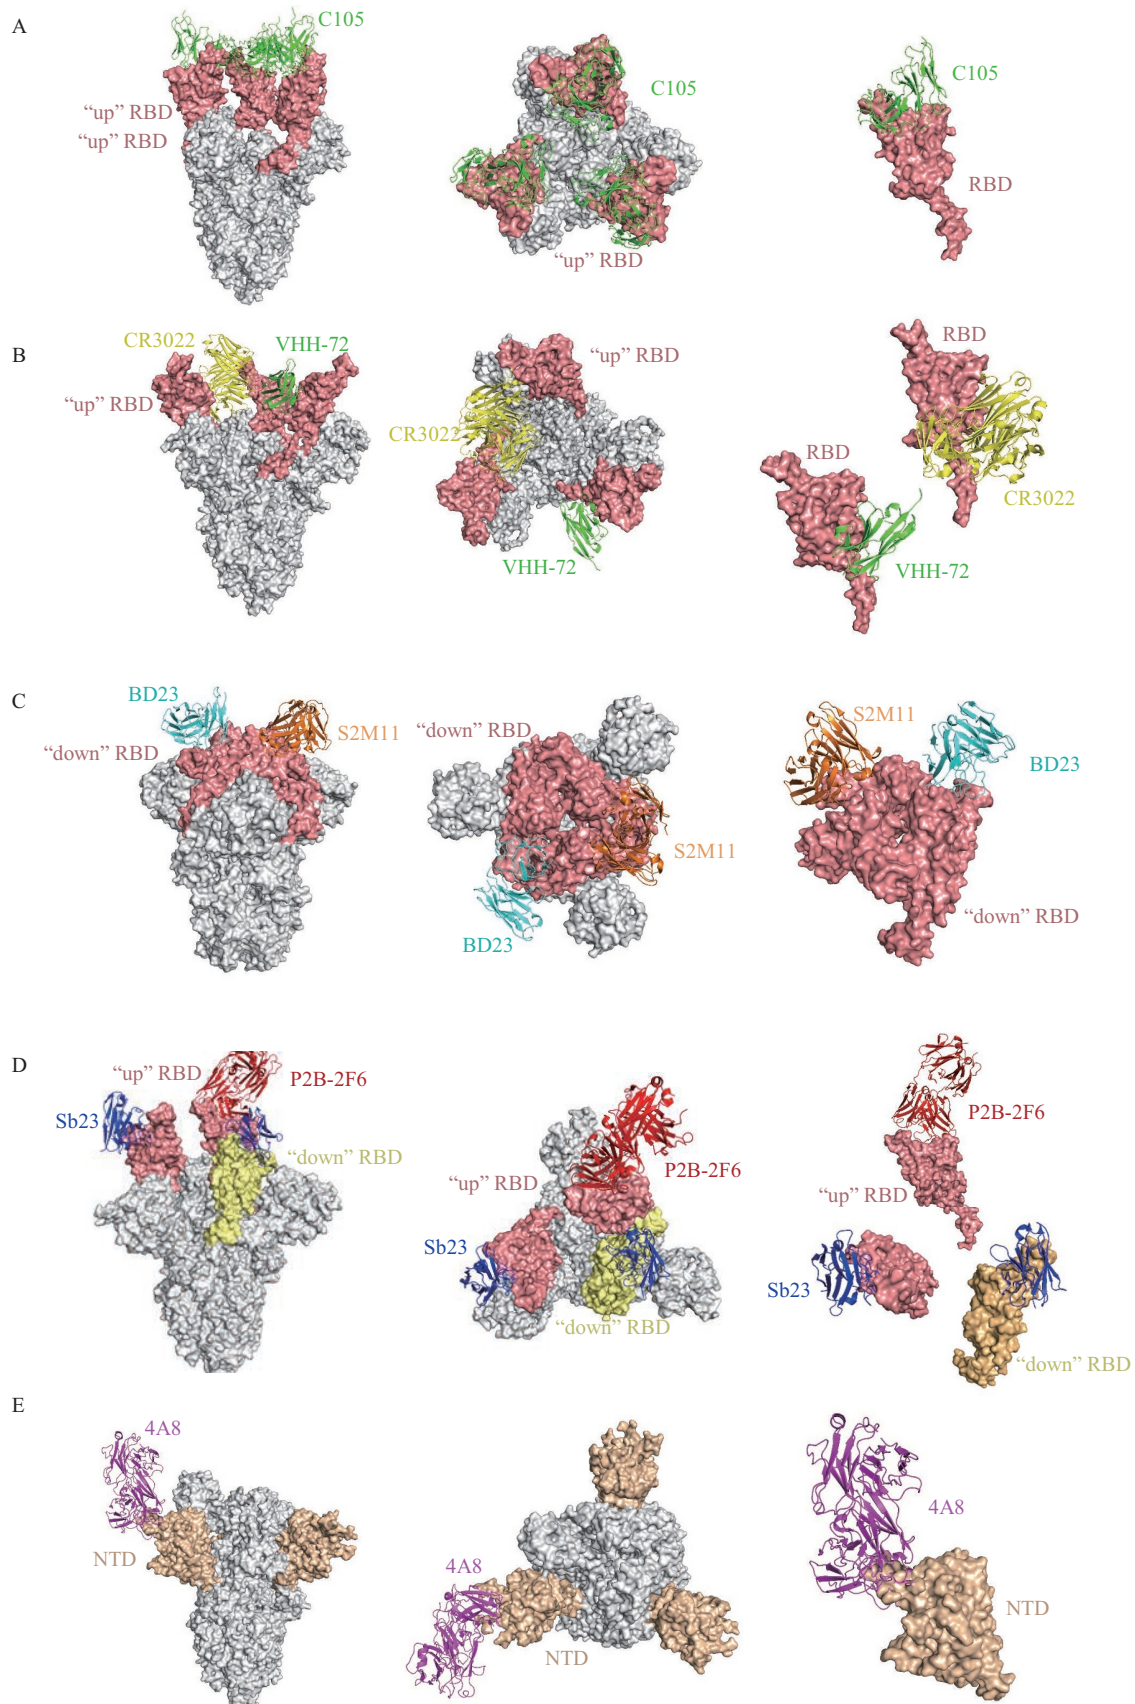 A
C105
“up” RBD
“up” RBD
C105
“up” RBD
C105
RBD
B
CR3022
VHH-72
“up” RBD
“up” RBD
CR3022
VHH-72
RBD
RBD
CR3022
VHH-72
C
BD23
S2M11
“down” RBD
“down” RBD
S2M11
BD23
S2M11
BD23
“down” RBD
D
“up” RBD
P2B-2F6
Sb23
“down” RBD
P2B-2F6
“up” RBD
Sb23
“down” RBD
P2B-2F6
“up” RBD
Sb23
“down” RBD
E
4A8
NTD
4A8
NTD
4A8
NTD